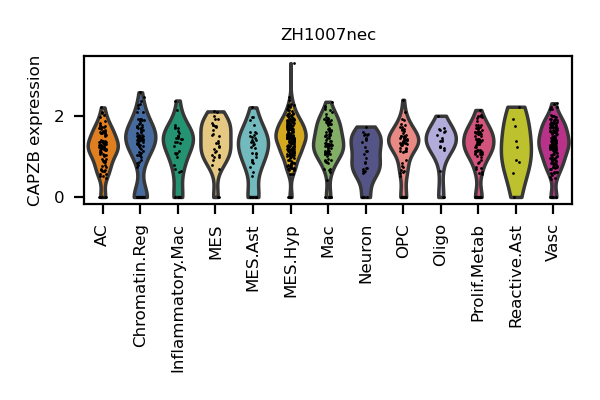 ZH1007nec
CAPZB expression
2
0
AC
Chromatin.Reg
Inflammatory.Mac
MES
MES.Ast
MES.Hyp
Mac
Neuron
OPC
Oligo
Prolif.Metab
Reactive.Ast
Vasc